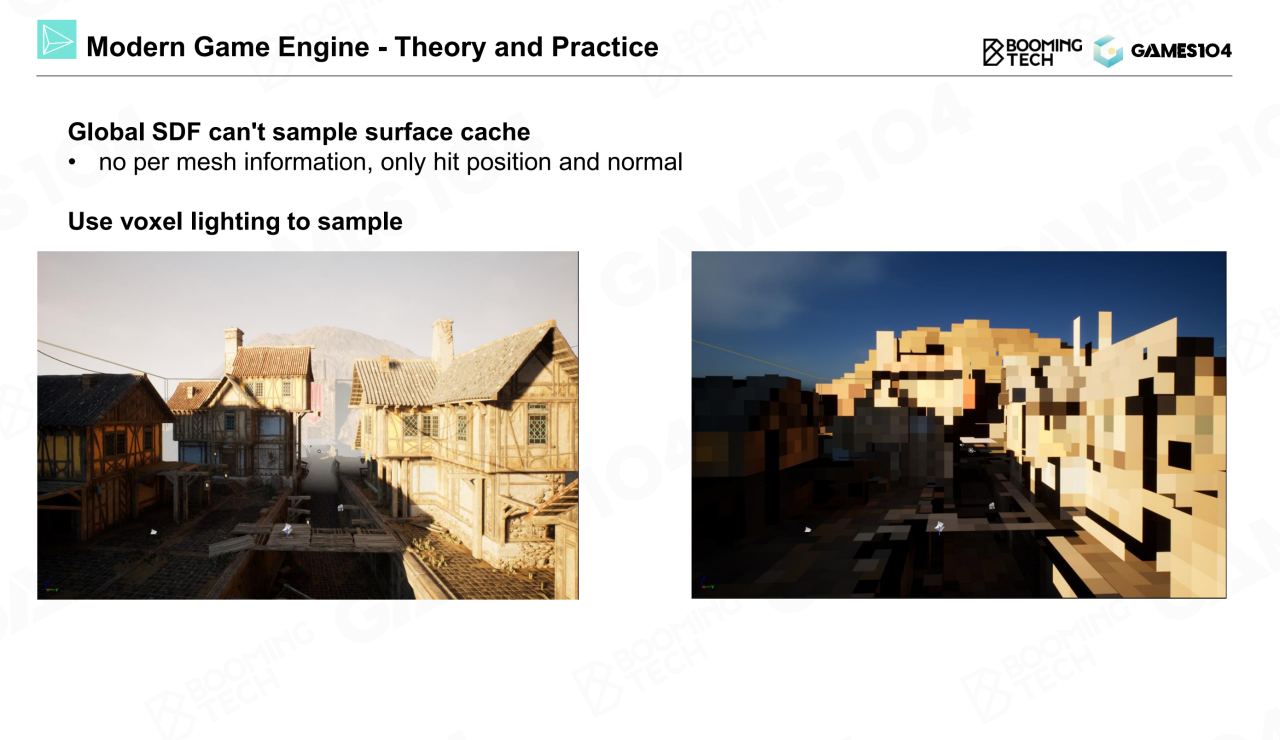 Modern Game Engine - Theory and Practice
BOOMING
TECH
GAMES104
Global SDF can't sample surface cache
• no per mesh information, only hit position and normal
Use voxel lighting to sample